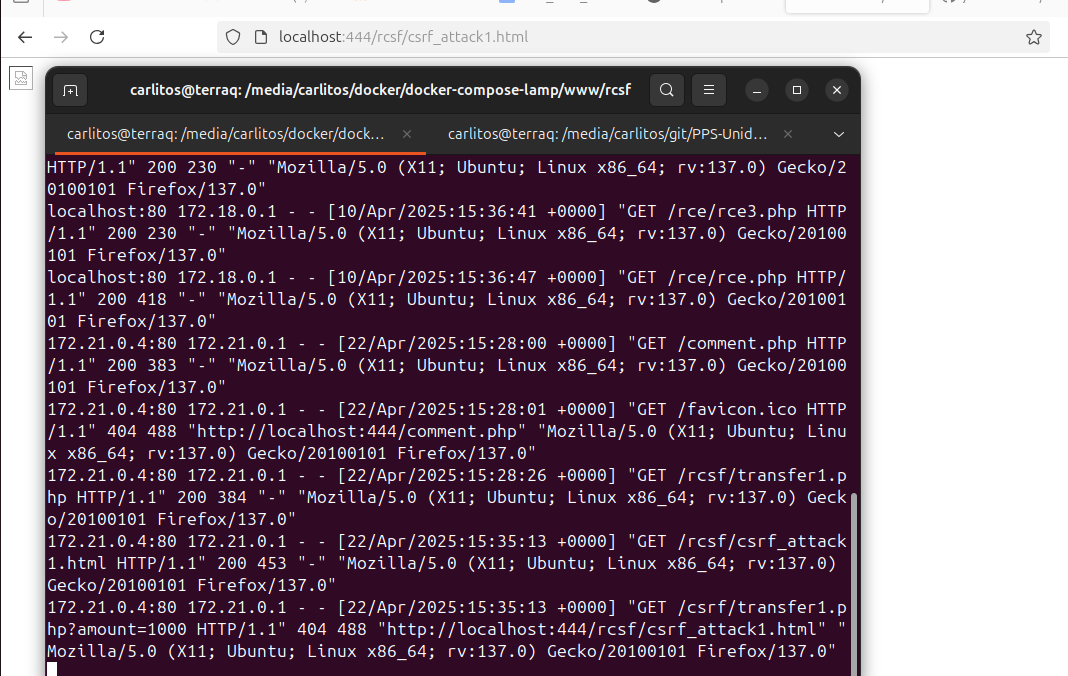 localhost:444/rcsf/csrf_attack1.html
carlitos@terraq: /media/carlitos/docker/docker-compose-lamp/www/rcsf
carlitos@terraq: /media/carlitos/docker/dock...
carlitos@terraq: /media/carlitos/git/PPS-Unid...
HTTP/1.1" 200 230 "-" "Mozilla/5.0 (X11; Ubuntu; Linux x86_64; rv:137.0) Gecko/2
0100101 Firefox/137.0"
localhost:80 172.18.0.1 - - [10/Apr/2025:15:36:41 +0000] "GET /rce/rce3.php HTTP
/1.1" 200 230 "-" "Mozilla/5.0 (X11; Ubuntu; Linux x86_64; rv:137.0) Gecko/20100
101 Firefox/137.0"
localhost:80 172.18.0.1 - - [10/Apr/2025:15:36:47 +0000] "GET /rce/rce.php HTTP/
1.1" 200 418 "-" "Mozilla/5.0 (X11; Ubuntu; Linux x86_64; rv:137.0) Gecko/201001
01 Firefox/137.0"
172.21.0.4:80 172.21.0.1 - - [22/Apr/2025:15:28:00 +0000] "GET /comment.php HTTP
/1.1" 200 383 "-" "Mozilla/5.0 (X11; Ubuntu; Linux x86_64; rv:137.0) Gecko/20100
101 Firefox/137.0"
172.21.0.4:80 172.21.0.1 - - [22/Apr/2025:15:28:01 +0000] "GET /favicon.ico HTTP
/1.1" 404 488 "http://localhost:444/comment.php" "Mozilla/5.0 (X11; Ubuntu; Linu
x x86_64; rv:137.0) Gecko/20100101 Firefox/137.0"
172.21.0.4:80 172.21.0.1 - - [22/Apr/2025:15:28:26 +0000] "GET /rcsf/transfer1.p
hp HTTP/1.1" 200 384 "-" "Mozilla/5.0 (X11; Ubuntu; Linux x86_64; rv:137.0) Geck
o/20100101 Firefox/137.0"
172.21.0.4:80 172.21.0.1 - - [22/Apr/2025:15:35:13 +0000] "GET /rcsf/csrf_attack
1.html HTTP/1.1" 200 453 "-" "Mozilla/5.0 (X11; Ubuntu; Linux x86_64; rv:137.0)
Gecko/20100101 Firefox/137.0"
172.21.0.4:80 172.21.0.1 - - [22/Apr/2025:15:35:13 +0000] "GET /csrf/transfer1.p
hp?amount=1000 HTTP/1.1" 404 488 "http://localhost:444/rcsf/csrf_attack1.html" "
Mozilla/5.0 (X11; Ubuntu; Linux x86_64; rv:137.0) Gecko/20100101 Firefox/137.0"